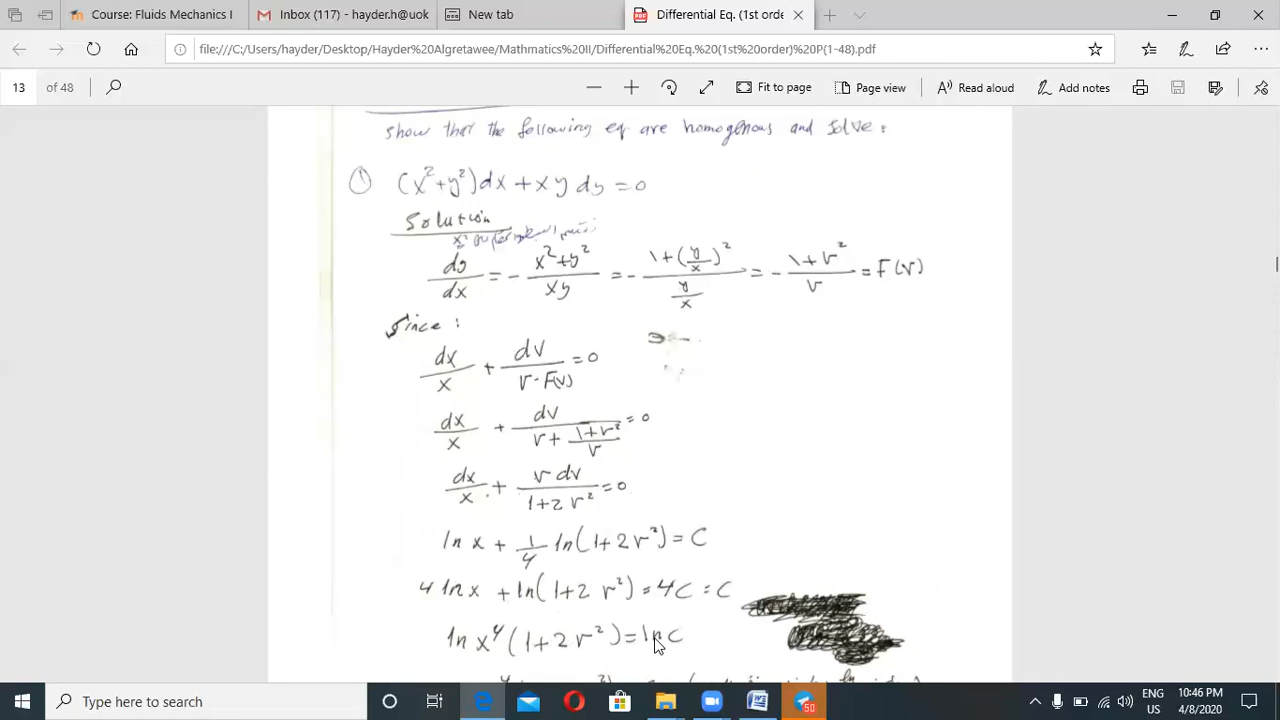 Course: Fluids Mechanics I
Inbox (117) - hayder.h@uok
New tab
Differential Eq. (1st orde
file:///C:/Users/hayder/Desktop/Hayder%20Algretawee/Mathmatics%20II/Differential%20Eq.%20(1st%20order)%20P(1-48).pdf
13 of 48
Fit to page
Page view
Read aloud
Add notes
show that the following eq are homogenous and solve:
① (x²+y²)dx + xy dy = 0
Solution
dy/dx = - (x²+y²)/(xy) = - (1+(y/x)²)/(y/x) = - (1+v²)/v = F(v)
Since:
dx/x + dv/(v-F(v)) = 0
dx/x + dv/(v+(1+v²)/v) = 0
dx/x + v dv/(1+2v²) = 0
ln x + 1/4 ln(1+2v²) = C
4 ln x + ln(1+2v²) = 4C = C
ln x⁴(1+2v²) = ln C
Type here to search
50
ENG
UK
10:46 PM
4/8/2020